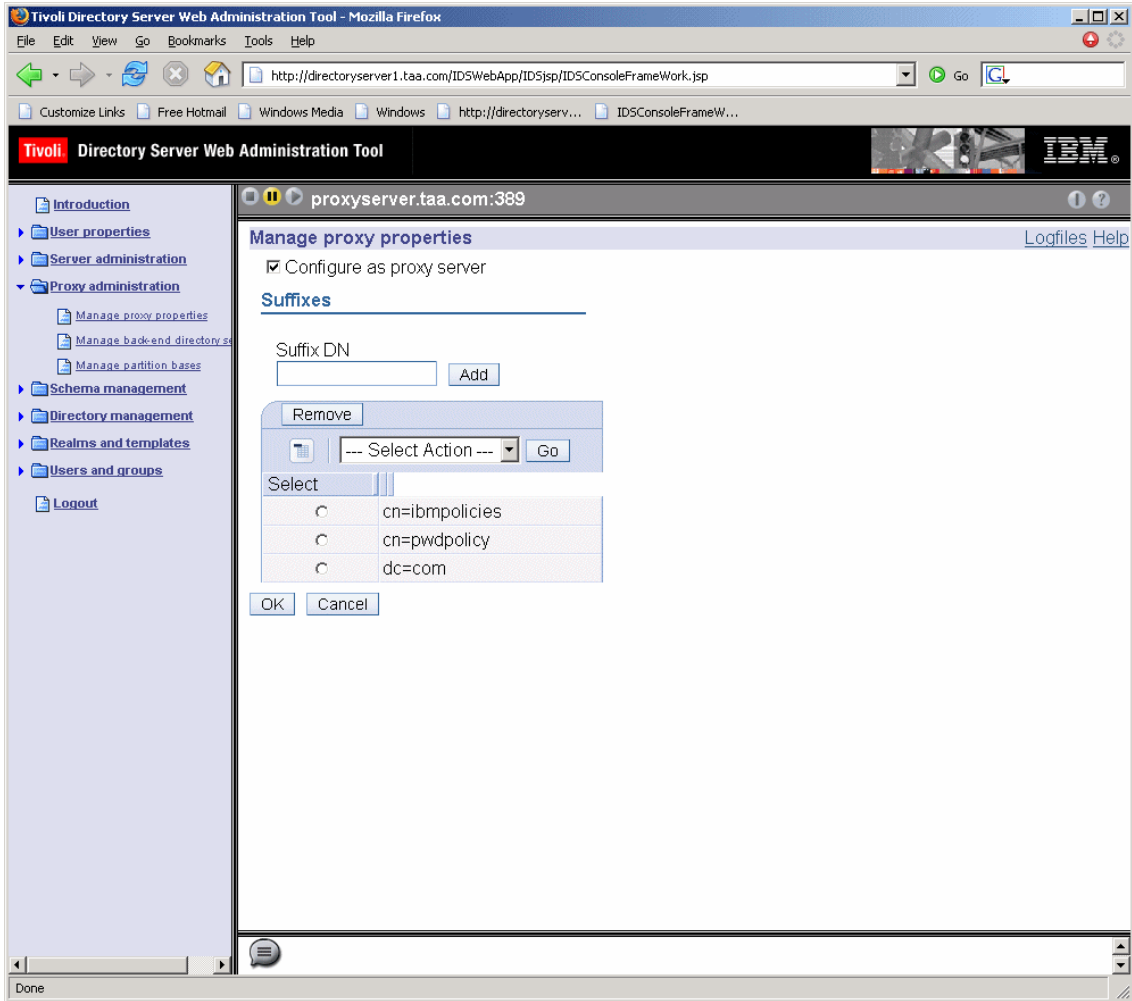 Tivoli Directory Server Web Administration Tool - Mozilla Firefox
File Edit View Go Bookmarks Tools Help
http://directoryserver1.taa.com/IDSWebApp/IDSjsp/IDSConsoleFrameWork.jsp Go G
Customize Links Free Hotmail Windows Media Windows http://directoryserv... IDSConsoleFrameW...
Tivoli. Directory Server Web Administration Tool IBM®
Introduction
User properties
Server administration
Proxy administration
Manage proxy properties
Manage back-end directory se
Manage partition bases
Schema management
Directory management
Realms and templates
Users and groups
Logout
proxyserver.taa.com:389 ?
Manage proxy properties Logfiles Help
Configure as proxy server
Suffixes
Suffix DN
Add
Remove
--- Select Action --- Go
Select
cn=ibmpolicies
cn=pwdpolicy
dc=com
OK Cancel
Done